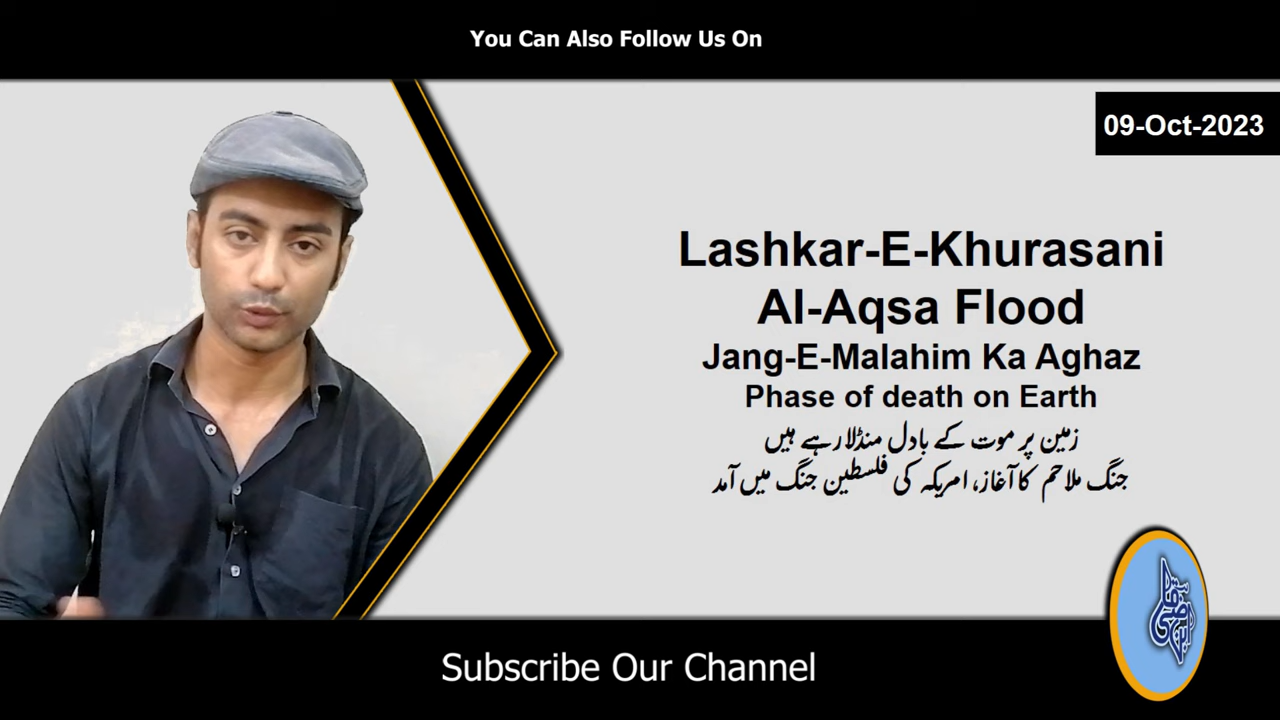 You Can Also Follow Us On
09-Oct-2023
Lashkar-E-Khurasani
Al-Aqsa Flood
Jang-E-Malahim Ka Aghaz
Phase of death on Earth
زمین پر موت کے بادل منڈلا رہے ہیں
جنگ ملاحم کا آغاز، امریکہ کی فلسطین جنگ میں آمد
Subscribe Our Channel